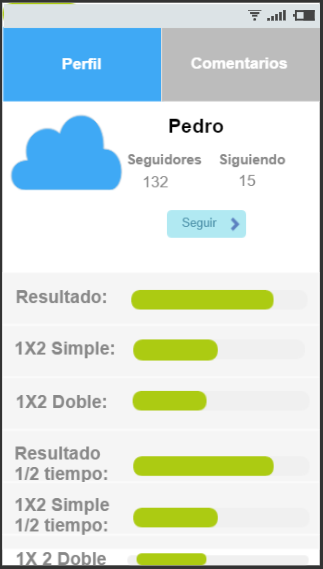 Perfil
Comentarios
Pedro
Seguidores Siguiendo
132 15
Seguir
Resultado:
1X2 Simple:
1X2 Doble:
Resultado
1/2 tiempo:
1X2 Simple
1/2 tiempo:
1X 2 Doble